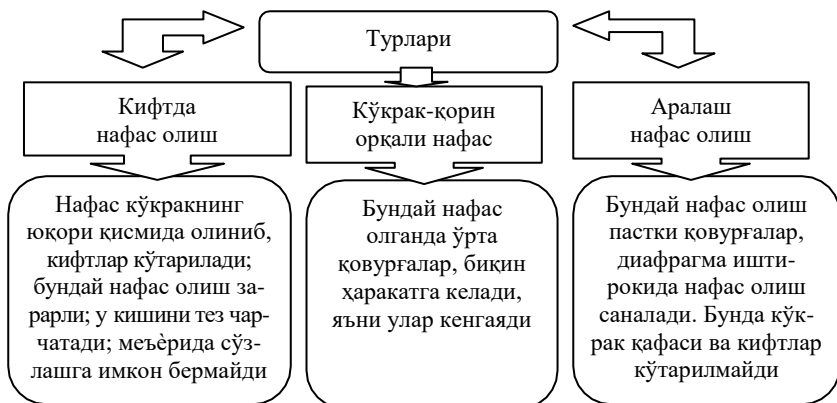 Турлари
Кифтда
нафас олиш
Кўкрак-қорин
орқали нафас
Аралаш
нафас олиш
Нафас кўкракнинг
юқори қисмида олиниб,
кифтлар кўтарилади;
бундай нафас олиш за-
рарли; у кишини тез чар-
чатади; меъѐрида сўз-
лашга имкон бермайди
Бундай нафас
олганда ўрта
қовурғалар, биқин
ҳаракатга келади,
яъни улар кенгаяди
Бундай нафас олиш
пастки қовурғалар,
диафрагма ишти-
рокида нафас олиш
саналади. Бунда кўк-
рак қафаси ва кифтлар
кўтарилмайди